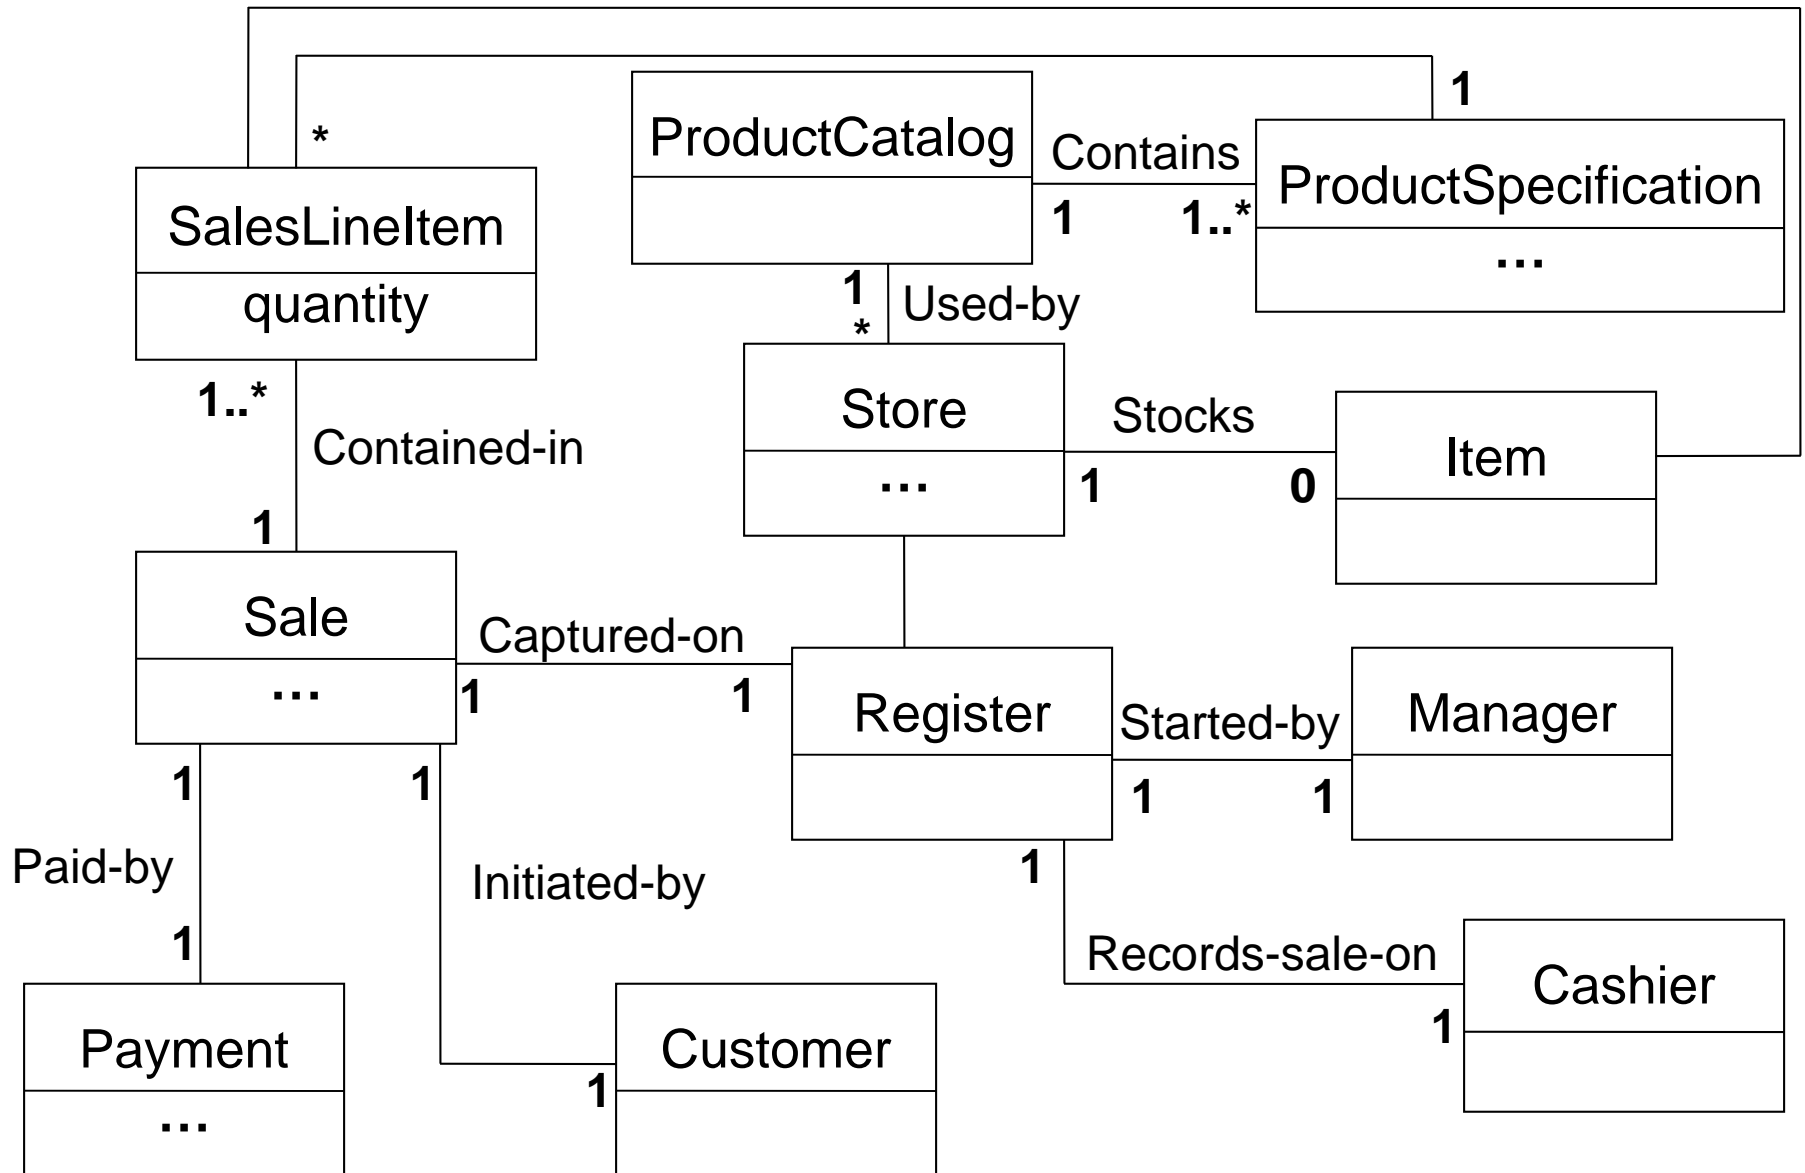 1
*
ProductCatalog
Contains
ProductSpecification
SalesLineItem
1
1..*
...
quantity
1
Used-by
*
1..*
Store
Stocks
Item
Contained-in
...
1
0
1
Sale
Captured-on
...
1
1
Register
Started-by
Manager
1
1
1
1
Paid-by
Initiated-by
1
1
Records-sale-on
Cashier
1
Payment
Customer
1
...